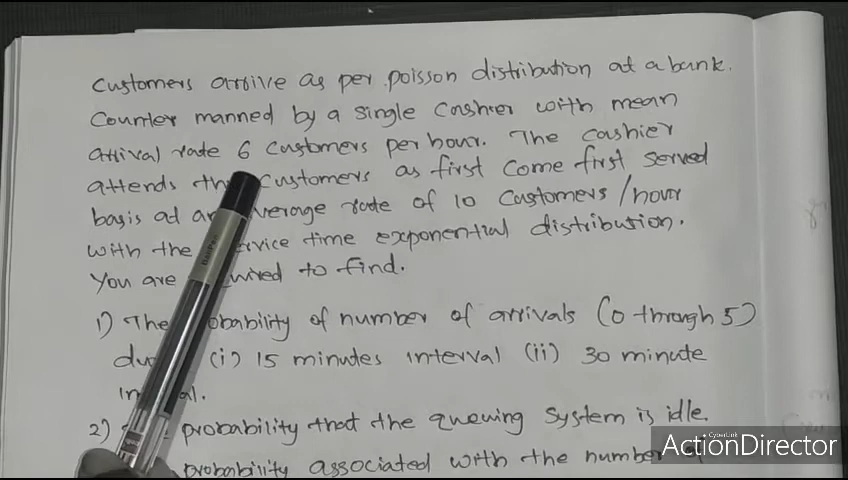 Customers arrive as per poisson distribution at a bank.
Counter manned by a single Cashier with mean
arrival rate 6 Customers per hour. The Cashier
attends the Customers as first Come first served
basis at an average rate of 10 Customers / hour
with the service time exponential distribution.
You are to find.
1) The probability of number of arrivals (0 through 5)
(i) 15 minutes interval (ii) 30 minute
2) probability that the queuing system is idle.
probability associated with the number of
CyberLink
ActionDirector